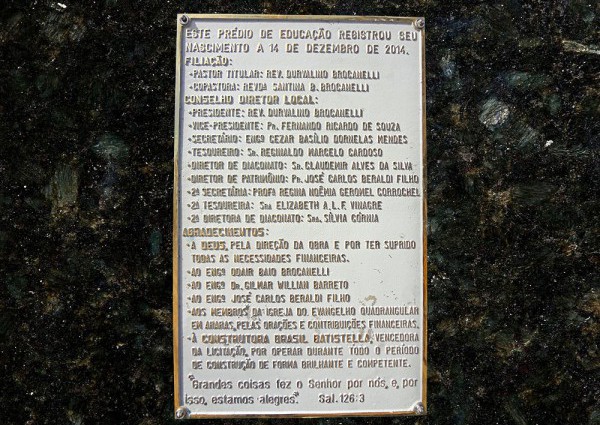 ESTE PRÉDIO DE EDUCAÇÃO REGISTROU SEU
NASCIMENTO A 14 DE DEZEMBRO DE 2014.
FILIAÇÃO:
•PASTOR TITULAR: REV. DURVALINO BROCANELLI
•COPASTORA: REVDA SANTINA B. BROCANELLI
CONSELHO DIRETOR LOCAL:
•PRESIDENTE: REV. DURVALINO BROCANELLI
•VICE-PRESIDENTE: PR. FERNANDO RICARDO DE SOUZA
•SECRETÁRIO: ENGº CEZAR BASÍLIO DORNELAS MENDES
•TESOUREIRO: SR. REGINALDO MARCELO CARDOSO
•DIRETOR DE DIACONATO: SR. CLAUDEMIR ALVES DA SILVA
•DIRETOR DE PATRIMÔNIO: PR. JOSÉ CARLOS BERALDI FILHO
•2ª SECRETÁRIA: PROFA REGINA NOÊMIA GEROMEL CORROCHEL
•2ª TESOUREIRA: SRA ELIZABETH A.L.F. VINAGRE
•2ª DIRETORA DE DIACONATO: SRA. SÍLVIA CÓRNIA
AGRADECIMENTOS:
•A DEUS, PELA DIREÇÃO DA OBRA E POR TER SUPRIDO
TODAS AS NECESSIDADES FINANCEIRAS.
•AO ENGº ODAIR BAIO BROCANELLI
•AO ENGº DR. GILMAR WILLIAN BARRETO
•AO ENGº JOSÉ CARLOS BERALDI FILHO
•AOS MEMBROS DA IGREJA DO EVANGELHO QUADRANGULAR
EM ARARAS, PELAS ORAÇÕES E CONTRIBUIÇÕES FINANCEIRAS.
•À CONSTRUTORA BRASIL BATISTELLA, VENCEDORA
DA LICITAÇÃO, POR OPERAR DURANTE TODO O PERÍODO
DE CONSTRUÇÃO DE FORMA BRILHANTE E COMPETENTE.
"Grandes coisas fez o Senhor por nós, e, por
isso, estamos alegres." Sal. 126:3